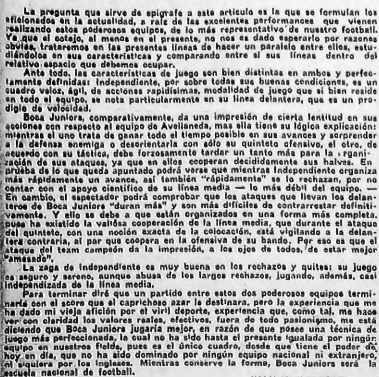 La pregunta que sirve de epígrafe a este artículo es la que se formulan los
aficionados en la actualidad, a raíz de las excelentes performances que vienen
realizando estos poderosos equipos, de lo más representativo de nuestro football.
Ya que el cotejo, al menos en el presente, no nos es dado esperarlo por razones
obvias, trataremos en las presentes líneas de hacer un paralelo entre ellos, estu-
diándolos en sus características y comparando entre sí sus líneas dentro del
relativo espacio que debemos ocupar.
Ante todo, las características de juego son bien distintas en ambos y perfec-
tamente definidas: Independiente, por sobre todas sus buenas condiciones, es un
cuadro veloz, ágil, de acciones rapidísimas, modalidad de juego que si bien reside
en todo el equipo, se nota particularmente en su línea delantera, que es un pro-
digio de velocidad.
Boca Juniors, comparativamente, da una impresión de cierta lentitud en sus
acciones con respecto al equipo de Avellaneda, mas ella tiene su lógica explicación:
mientras el uno trata de ganar todo el tiempo posible en sus avances y sorprender
a la defensa enemiga o desorientarla con sólo su quinteto ofensivo, el otro, de
acuerdo con su táctica, debe forzosamente tardar un tanto más para la organi-
zación de sus ataques, ya que en ellos cooperan decididamente sus halves. En
prueba de lo que queda apuntado podrá verse que mientras Independiente organiza
más rápidamente un avance, así también "rápidamente" es lo rechazan, por no
contar con el apoyo científico de su línea media — lo más débil del equipo. —
En cambio, el espectador podrá comprobar que los ataques que llevan los delan-
teros de Boca Juniors "duran más" y son más difíciles de contrarrestar definiti-
vamente. Y ello se debe a que están organizados en una forma más completa,
pues ha existido la valiosa cooperación de la línea media, que durante el ataque
del quinteto, con una noción exacta de la colocación, está vigilando a la delan-
tera contraria, al par que coopera en la ofensiva de su bando. Por eso es que el
ataque del team campeón da la impresión, a los ojos de todos, de estar mejor
"amasado".
La zaga de Independiente es muy buena en los rechazos y quites: su juego
es seguro y sereno, aunque abusa de los largos rechazos, jugando, además, casi
independizada de la línea media.
Para terminar diré que un partido entre estos dos poderosos equipos termi-
naría con el score que el caprichoso azar le destinara, pero la experiencia que me
ha dado mi vieja afición por el viril deporte, experiencia que, como tal, me hace
ver con claridad los valores reales, efectivos, fuera de todo pasionismo, me está
diciendo que Boca Juniors jugaría mejor, en razón de que posee una técnica de
juego más perfeccionada, la cual no ha sido hasta el presente igualada por ningún
equipo en nuestros fields, pues es el único cuadro, desde que tiene el poder de
hoy en día, que no ha sido dominado por ningún equipo nacional ni extranjero,
ni siquiera por los ingleses. Mientras conserve la forma, Boca Juniors será la
escuela nacional de football.